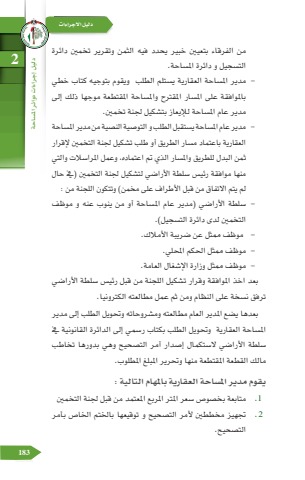 دليل الاجراءات
2
دليل اجراءات دوائر المساحة
من الفرقاء بتعيين خبير يحدد فيه الثمن وتقرير تخمين دائرة
التسجيل و دائرة المساحة.
- مدير المساحة العقارية يستلم الطلب ويقوم بتوجيه كتاب خطي
بالموافقة على المسار المقترح والمساحة المقتطعة موجها ذلك إلى
مدير عام المساحة للإيعاز بتشكيل لجنة تخمين.
- مدير عام المساحة يستقبل الطلب و التوصية النصية من مدير المساحة
العقارية باعتماد مسار الطريق أو طلب تشكيل لجنة التخمين لإقرار
ثمن البدل للطريق والمسار الذي تم اعتماده، وعمل المراسلات والتي
منها موافقة رئيس سلطة الأراضي لتشكيل لجنة التخمين (في حال
لم يتم الاتفاق من قبل الأطراف على مخمن) وتتكون اللجنة من :
- سلطة الأراضي (مدير عام المساحة أو من ينوب عنه و موظف
التخمين لدى دائرة التسجيل).
- موظف ممثل عن ضريبة الأملاك.
- موظف ممثل الحكم المحلي.
- موظف ممثل وزارة الإشغال العامة.
بعد اخذ الموافقة وقرار تشكيل اللجنة من قبل رئيس سلطة الأراضي
ترفق نسخة على النظام ومن ثم عمل مطالعته الكترونيا.
بعدها يضع المدير العام مطالعته ومشروحاته وتحويل الطلب إلى مدير
المساحة العقارية وتحويل الطلب بكتاب رسمي إلى الدائرة القانونية في
سلطة الأراضي لاستكمال إصدار أمر التصحيح وهي بدورها تخاطب
مالك القطعة المقتطعة منها وتحرير المبلغ المطلوب.
يقوم مدير المساحة العقارية بالمهام التالية :
1. متابعة بخصوص سعر المتر المربع المعتمد من قبل لجنة التخمين
2. تجهيز مخططين لأمر التصحيح و توقيعها بالختم الخاص بأمر
التصحيح.
183